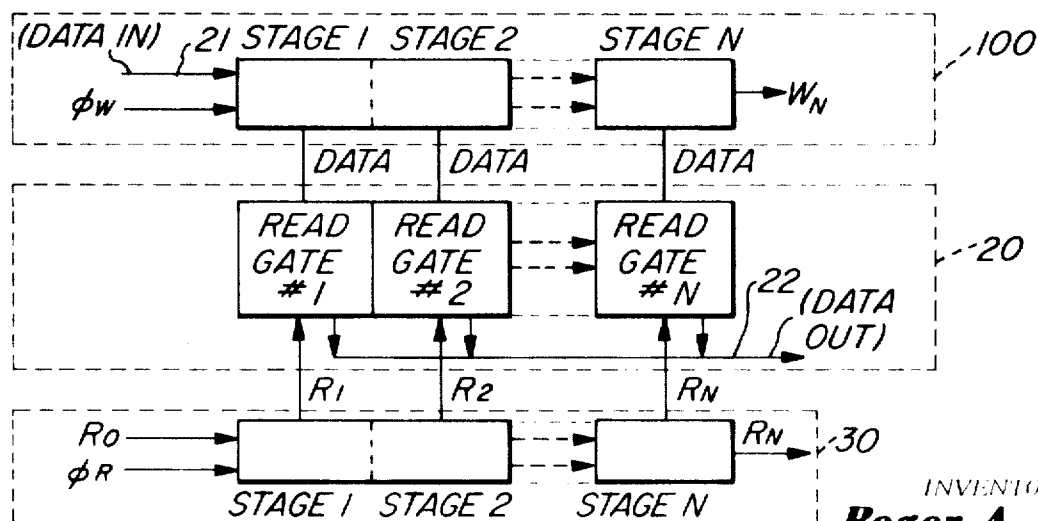 (DATA IN) 21 STAGE 1 STAGE 2 STAGE N 100
φW WN
DATA DATA DATA
READ GATE #1 READ GATE #2 READ GATE #N 20
22 (DATA OUT)
R1 R2 RN
RO RN 30
φR
STAGE 1 STAGE 2 STAGE N
INVENTO
Roger A.